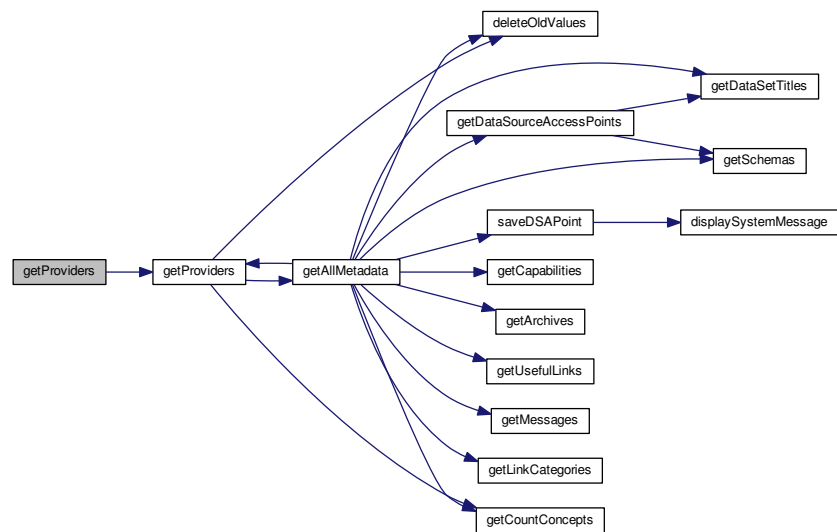 deleteOldValues
getDataSetTitles
getDataSourceAccessPoints
getSchemas
saveDSAPoint
displaySystemMessage
getProviders
getProviders
getAllMetadata
getCapabilities
getArchives
getUsefulLinks
getMessages
getLinkCategories
getCountConcepts